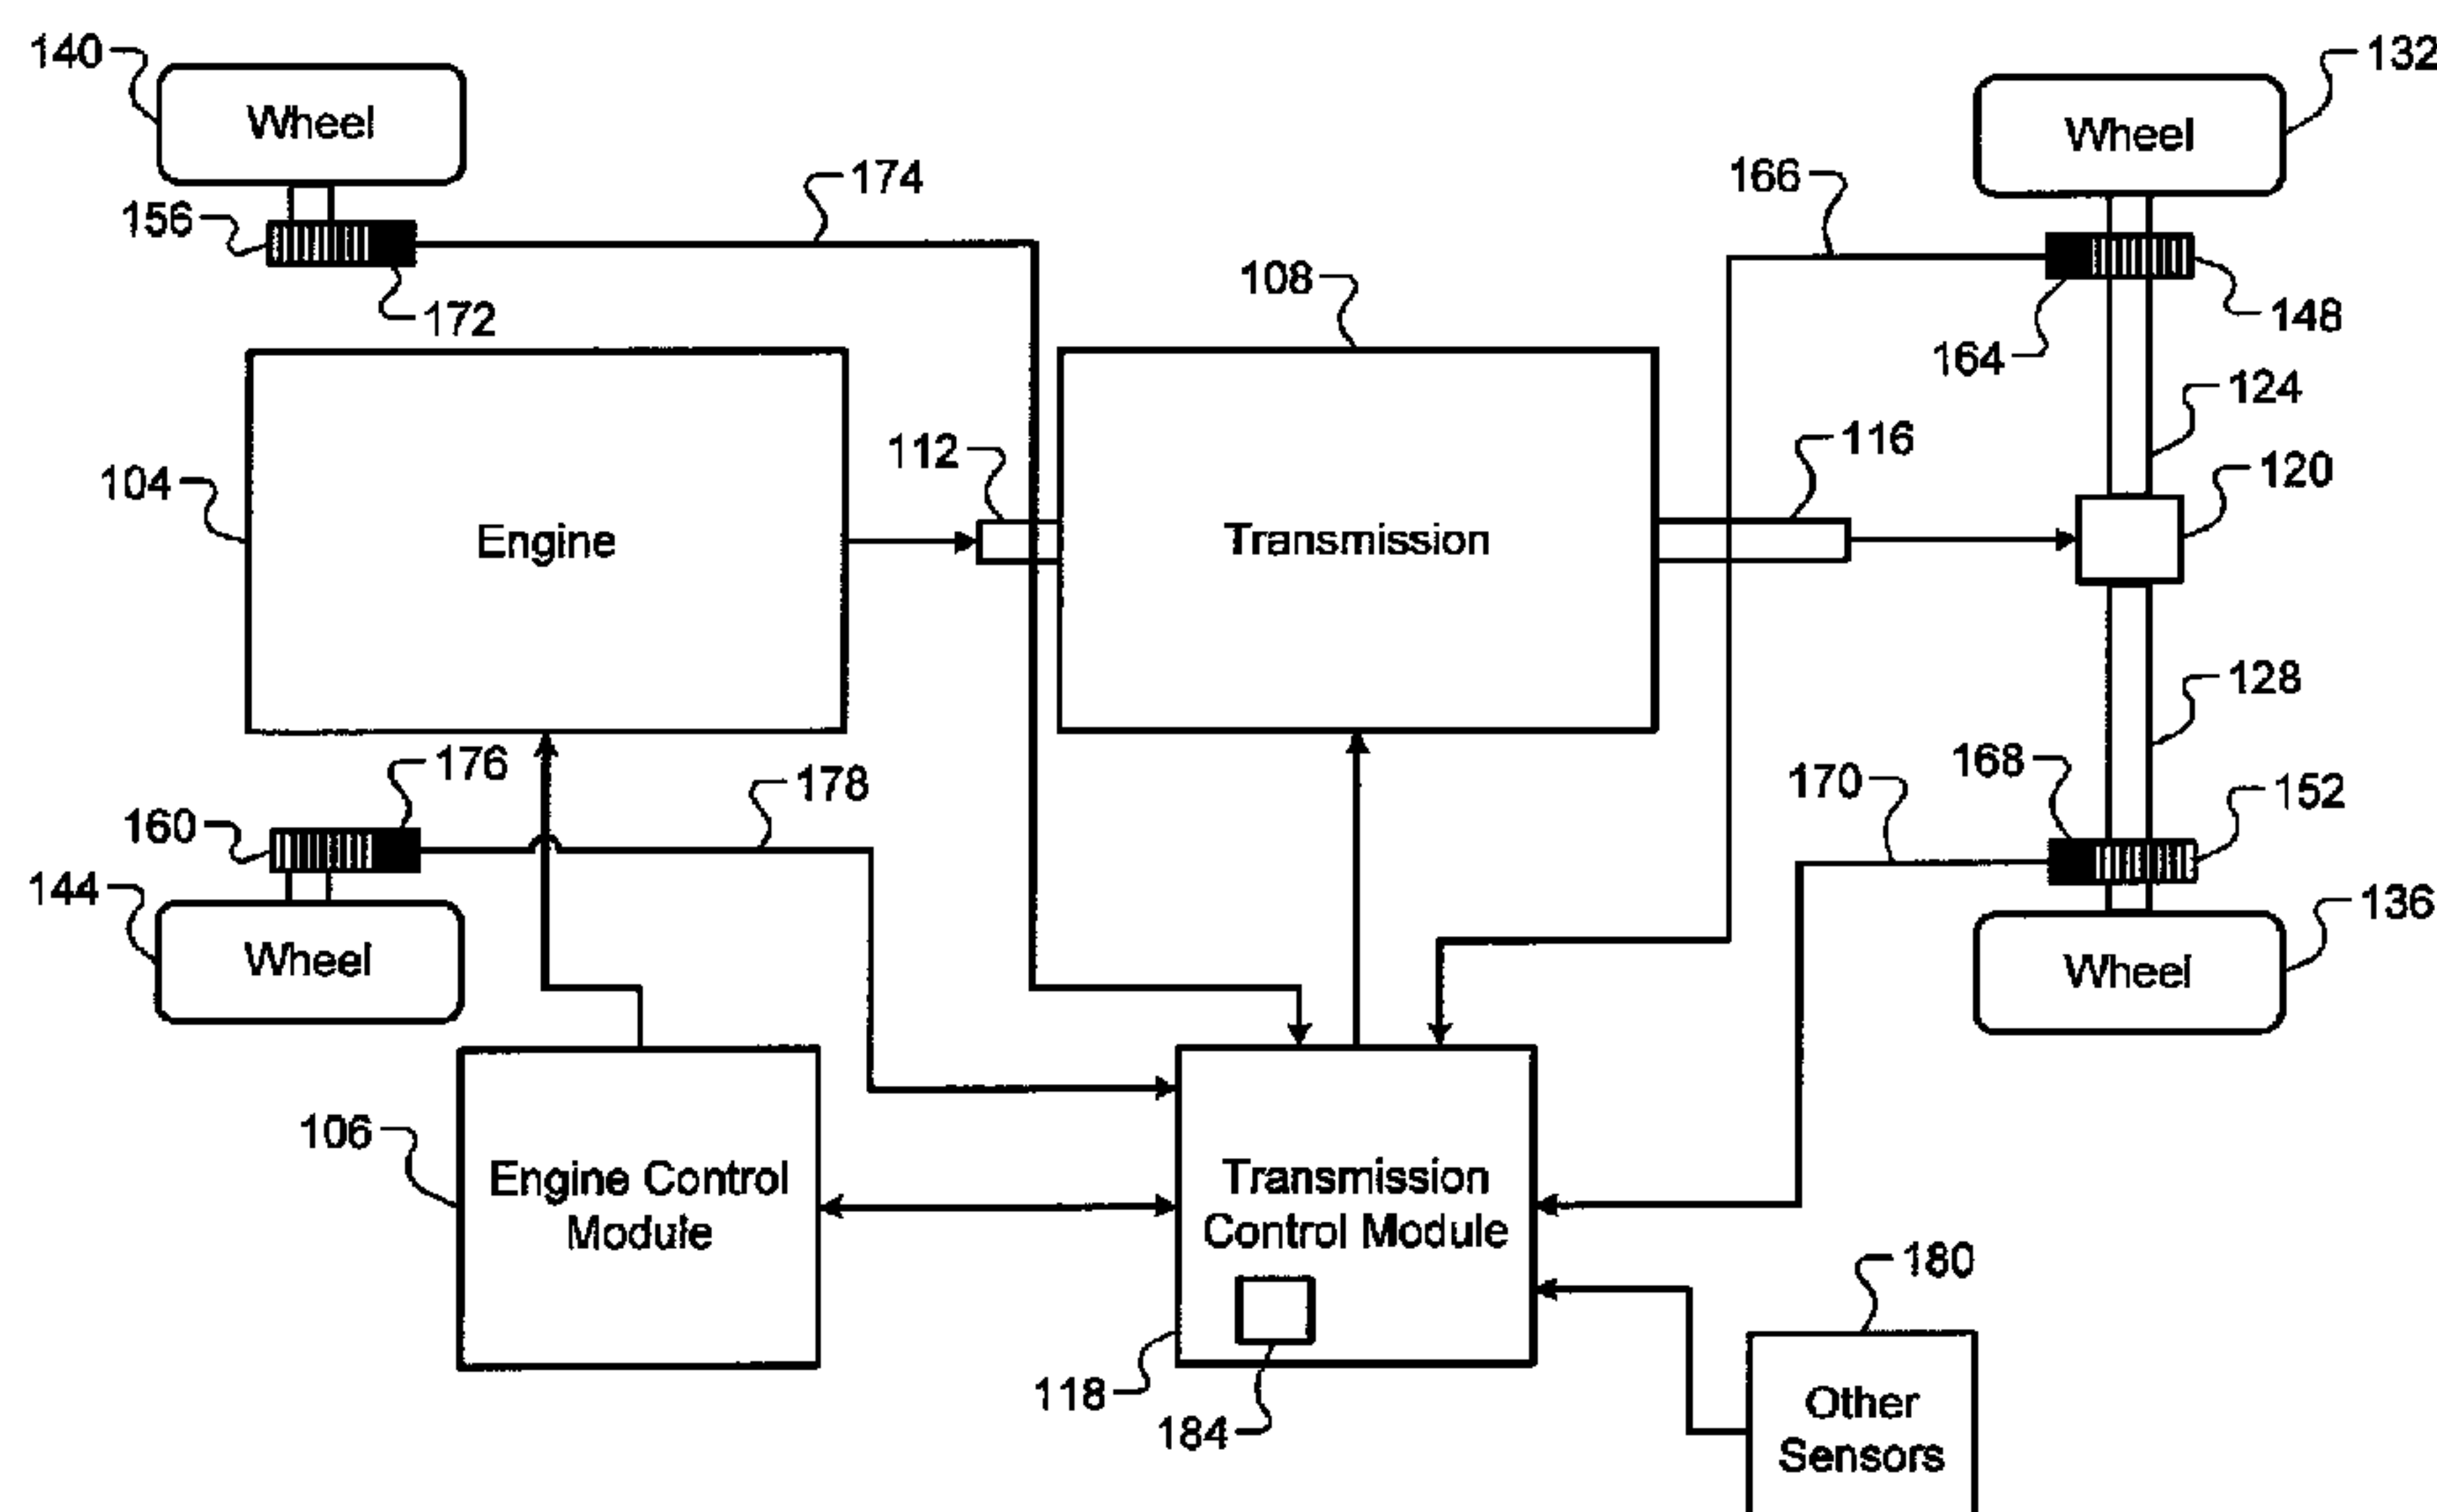 140
Wheel
132
Wheel
174
166
156
172
108
148
164
124
112
116
104
120
Engine
Transmission
128
176
178
168
170
160
152
144
136
Wheel
Wheel
106
Engine Control
Module
Transmission
Control Module
180
118
184
Other
Sensors